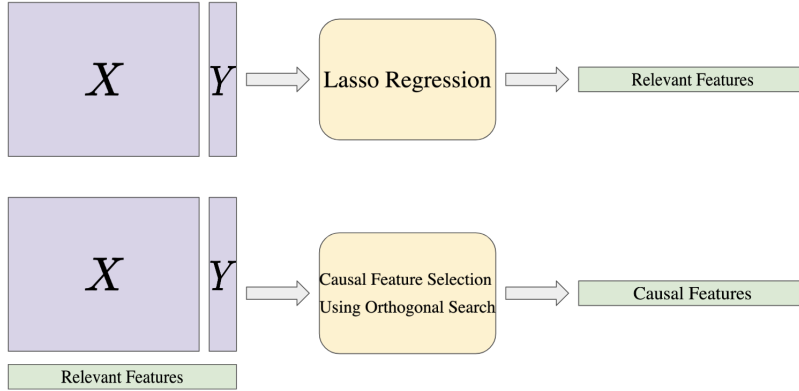 X
Y
Lasso Regression
Relevant Features
X
Y
Causal Feature Selection
Using Orthogonal Search
Causal Features
Relevant Features